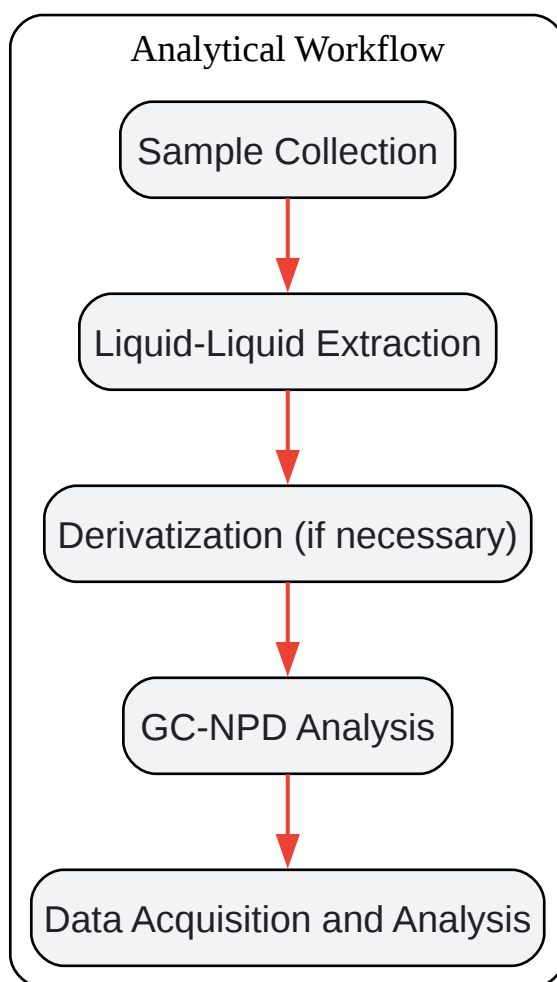 Analytical Workflow
Sample Collection
Liquid-Liquid Extraction
Derivatization (if necessary)
GC-NPD Analysis
Data Acquisition and Analysis